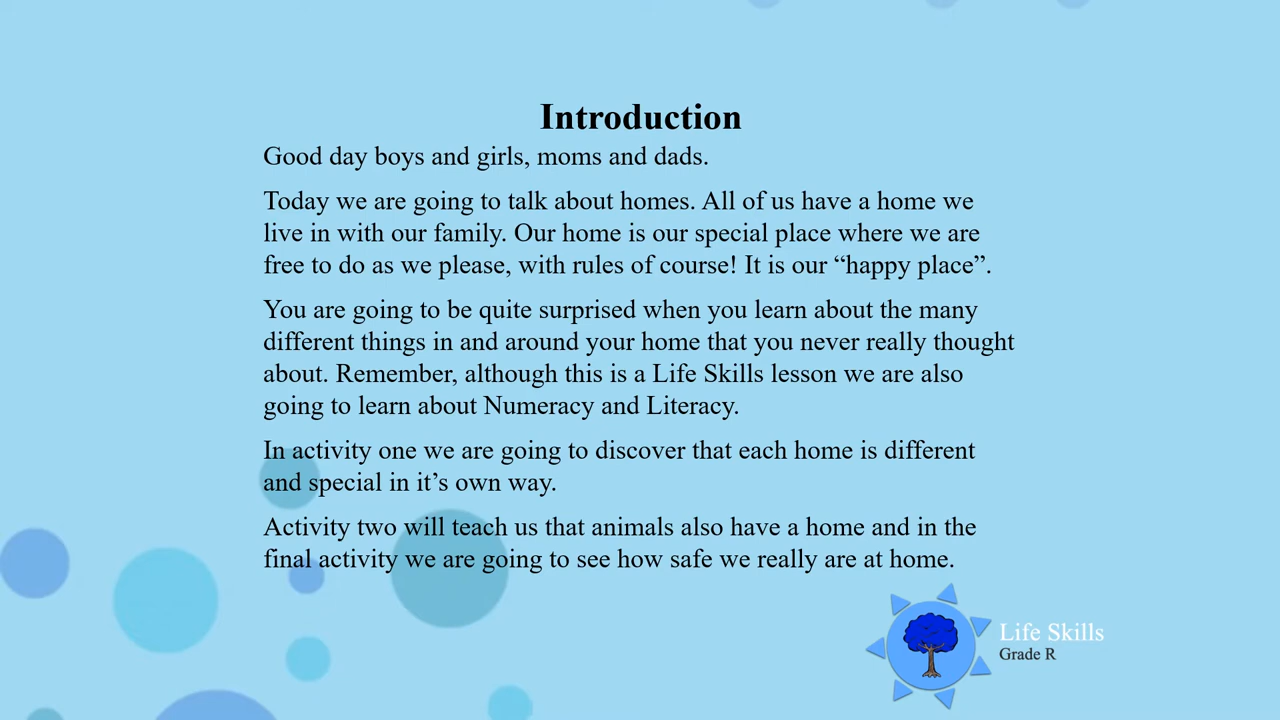 Introduction
Good day boys and girls, moms and dads.
Today we are going to talk about homes. All of us have a home we
live in with our family. Our home is our special place where we are
free to do as we please, with rules of course! It is our “happy place”.
You are going to be quite surprised when you learn about the many
different things in and around your home that you never really thought
about. Remember, although this is a Life Skills lesson we are also
going to learn about Numeracy and Literacy.
In activity one we are going to discover that each home is different
and special in it’s own way.
Activity two will teach us that animals also have a home and in the
final activity we are going to see how safe we really are at home.
Life Skills
Grade R